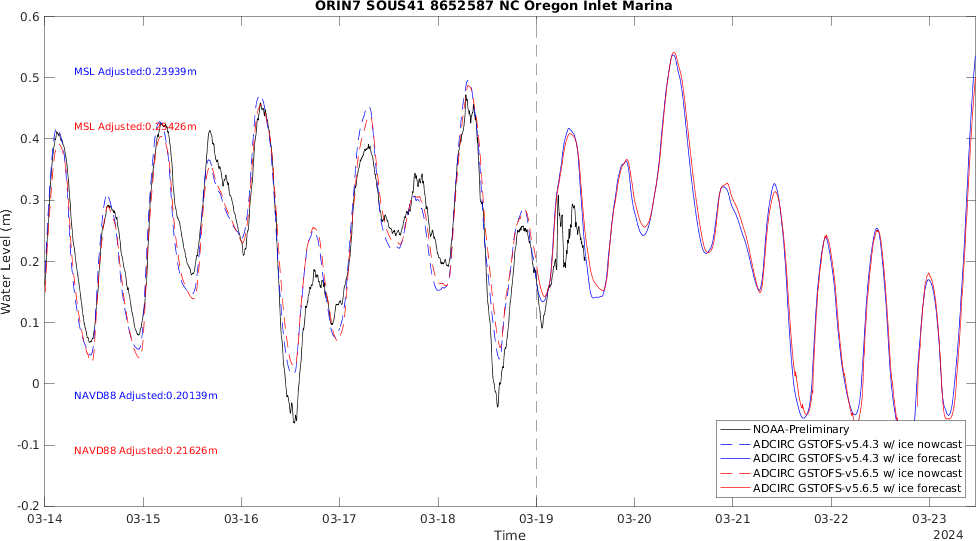 ORIN7 SOUS41 8652587 NC Oregon Inlet Marina
0.6
0.5
0.4
0.3
0.2
0.1
0
-0.1
-0.2
Water Level (m)
MSL Adjusted:0.23939m
MSL Adjusted:0.25426m
NAVD88 Adjusted:0.20139m
NAVD88 Adjusted:0.21626m
NOAA-Preliminary
ADCIRC GSTOFS-v5.4.3 w/ ice nowcast
ADCIRC GSTOFS-v5.4.3 w/ ice forecast
ADCIRC GSTOFS-v5.6.5 w/ ice nowcast
ADCIRC GSTOFS-v5.6.5 w/ ice forecast
03-14 03-15 03-16 03-17 03-18 03-19 03-20 03-21 03-22 03-23
Time
2024